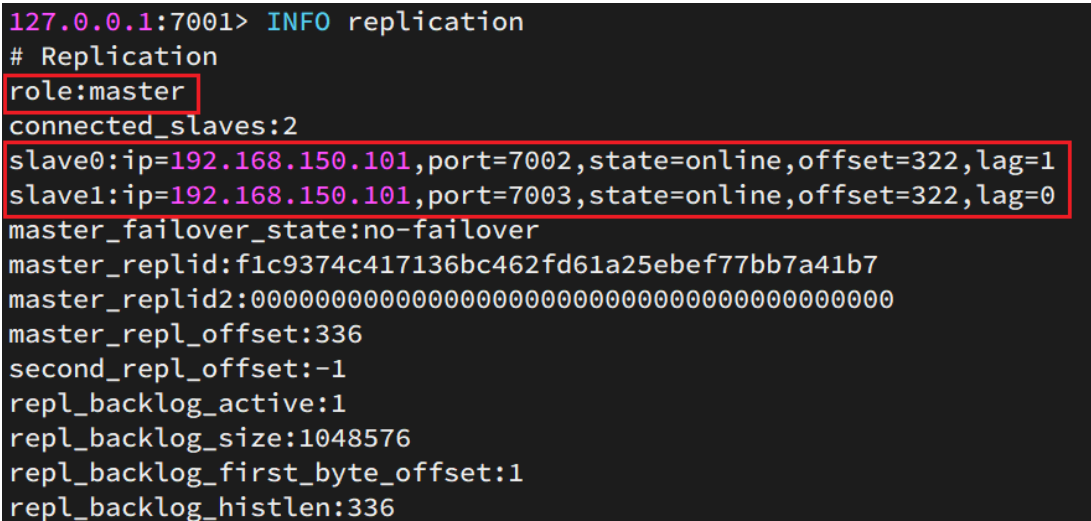 127.0.0.1:7001> INFO replication
# Replication
role:master
connected_slaves:2
slave0:ip=192.168.150.101,port=7002,state=online,offset=322,lag=1
slave1:ip=192.168.150.101,port=7003,state=online,offset=322,lag=0
master_failover_state:no-failover
master_replid:f1c9374c417136bc462fd61a25ebef77bb7a41b7
master_replid2:0000000000000000000000000000000000000000
master_repl_offset:336
second_repl_offset:-1
repl_backlog_active:1
repl_backlog_size:1048576
repl_backlog_first_byte_offset:1
repl_backlog_histlen:336